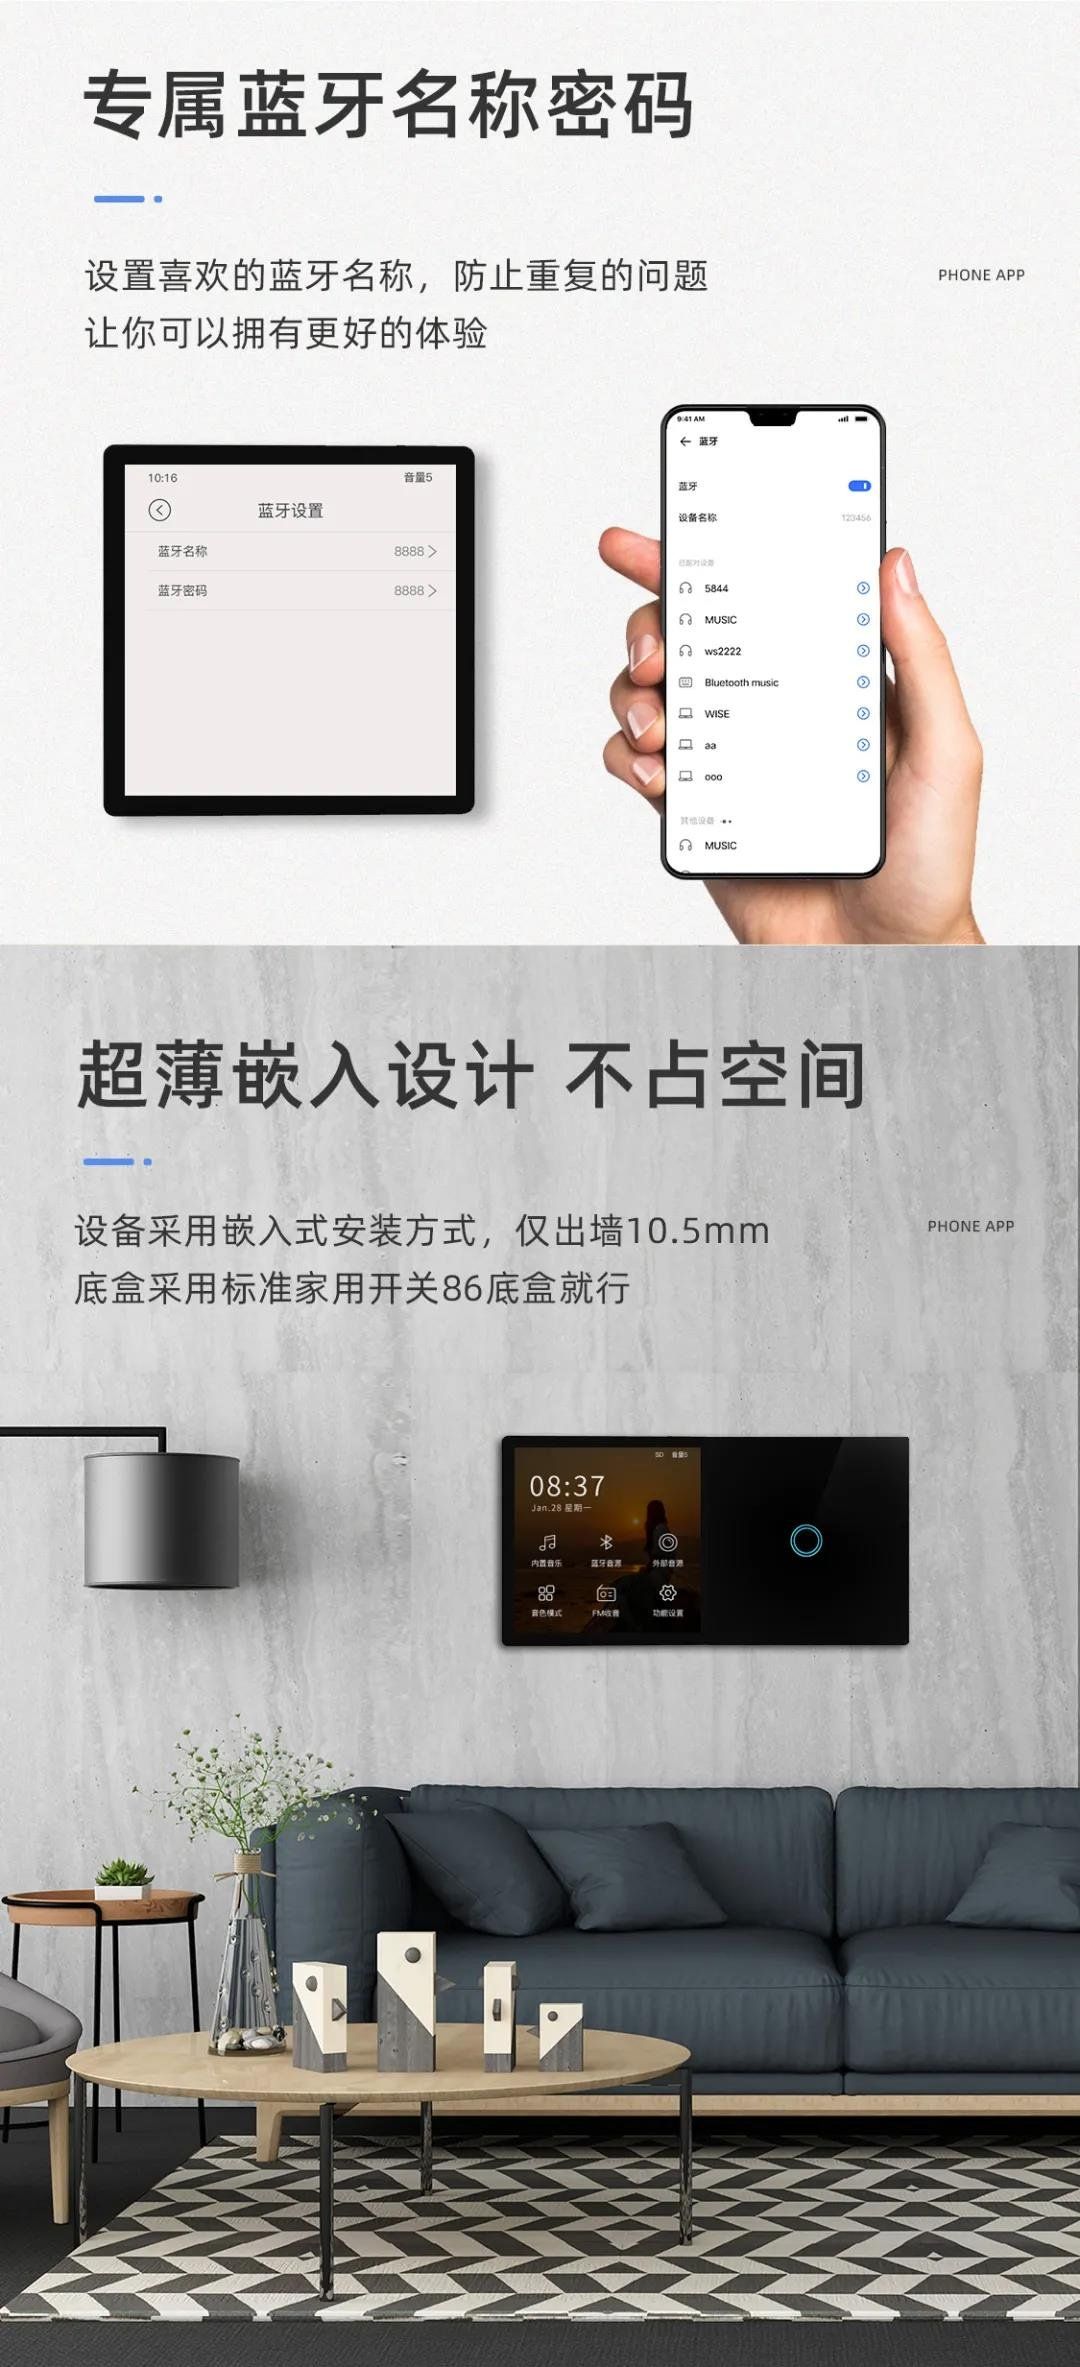 专属蓝牙名称密码
设置喜欢的蓝牙名称，防止重复的问题
让你可以拥有更好的体验
PHONE APP
10:16 音量5
蓝牙设置
蓝牙名称 8888
蓝牙密码 8888
9:41 AM
蓝牙
蓝牙
设备名称 123456
已配对设备
5844
MUSIC
ws2222
Bluetooth music
WISE
aa
ooo
其他设备
MUSIC
超薄嵌入设计 不占空间
设备采用嵌入式安装方式，仅出墙10.5mm
底盒采用标准家用开关86底盒就行
PHONE APP
SD 音量5
08:37
Jan.28 星期一
内置音乐 蓝牙音源 外部音源
音色模式 FM收音 功能设置